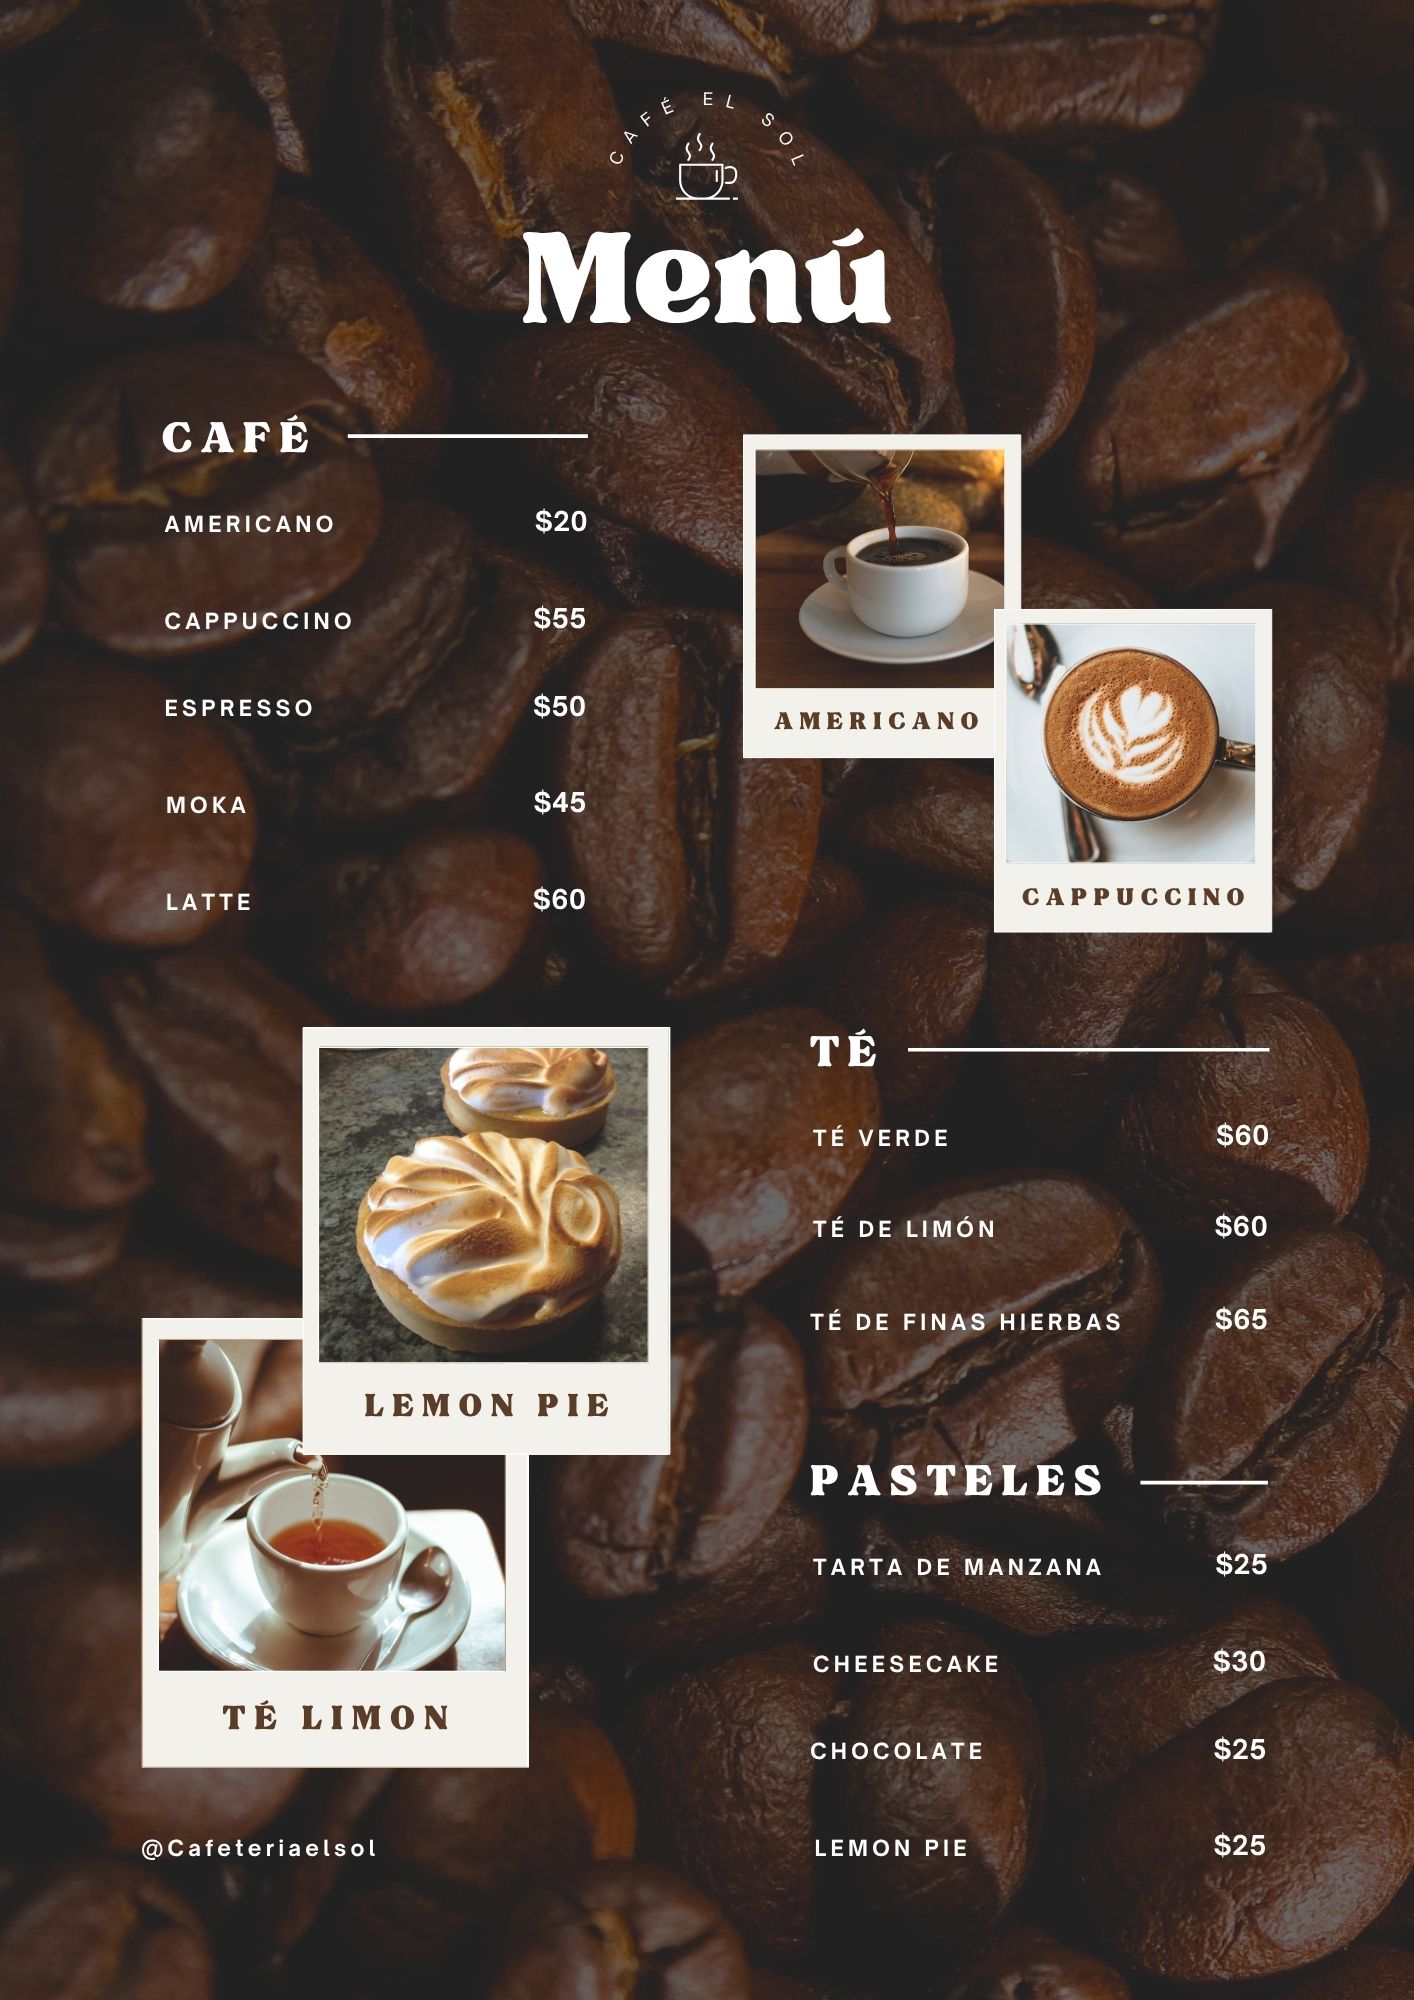 CAFÉ EL SOL
Menú
CAFÉ
AMERICANO $20
CAPPUCCINO $55
ESPRESSO $50
MOKA $45
LATTE $60
AMERICANO
CAPPUCCINO
LEMON PIE
TÉ LIMON
TÉ
TÉ VERDE $60
TÉ DE LIMÓN $60
TÉ DE FINAS HIERBAS $65
PASTELES
TARTA DE MANZANA $25
CHEESECAKE $30
CHOCOLATE $25
LEMON PIE $25
@Cafeteriaelsol